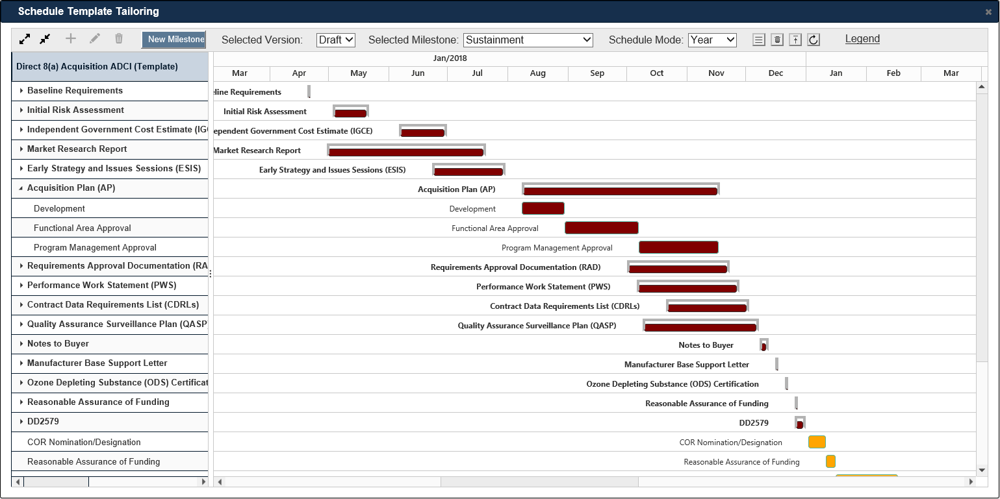 Schedule Template Tailoring
New Milestone Selected Version: Draft Selected Milestone: Sustainment Schedule Mode: Year Legend
Direct 8(a) Acquisition ADCI (Template)
Jan/2018
Mar Apr May Jun Jul Aug Sep Oct Nov Dec Jan Feb Mar
Baseline Requirements
eline Requirements
Initial Risk Assessment
Initial Risk Assessment
Independent Government Cost Estimate (IGC
ependent Government Cost Estimate (IGCE)
Market Research Report
Market Research Report
Early Strategy and Issues Sessions (ESIS)
Early Strategy and Issues Sessions (ESIS)
Acquisition Plan (AP)
Acquisition Plan (AP)
Development
Development
Functional Area Approval
Functional Area Approval
Program Management Approval
Program Management Approval
Requirements Approval Documentation (RA
Requirements Approval Documentation (RAD)
Performance Work Statement (PWS)
Performance Work Statement (PWS)
Contract Data Requirements List (CDRLs)
Contract Data Requirements List (CDRLs)
Quality Assurance Surveillance Plan (QASP
Quality Assurance Surveillance Plan (QASP)
Notes to Buyer
Notes to Buyer
Manufacturer Base Support Letter
Manufacturer Base Support Letter
Ozone Depleting Substance (ODS) Certificat
Ozone Depleting Substance (ODS) Certification
Reasonable Assurance of Funding
Reasonable Assurance of Funding
DD2579
DD2579
COR Nomination/Designation
COR Nomination/Designation
Reasonable Assurance of Funding
Reasonable Assurance of Funding